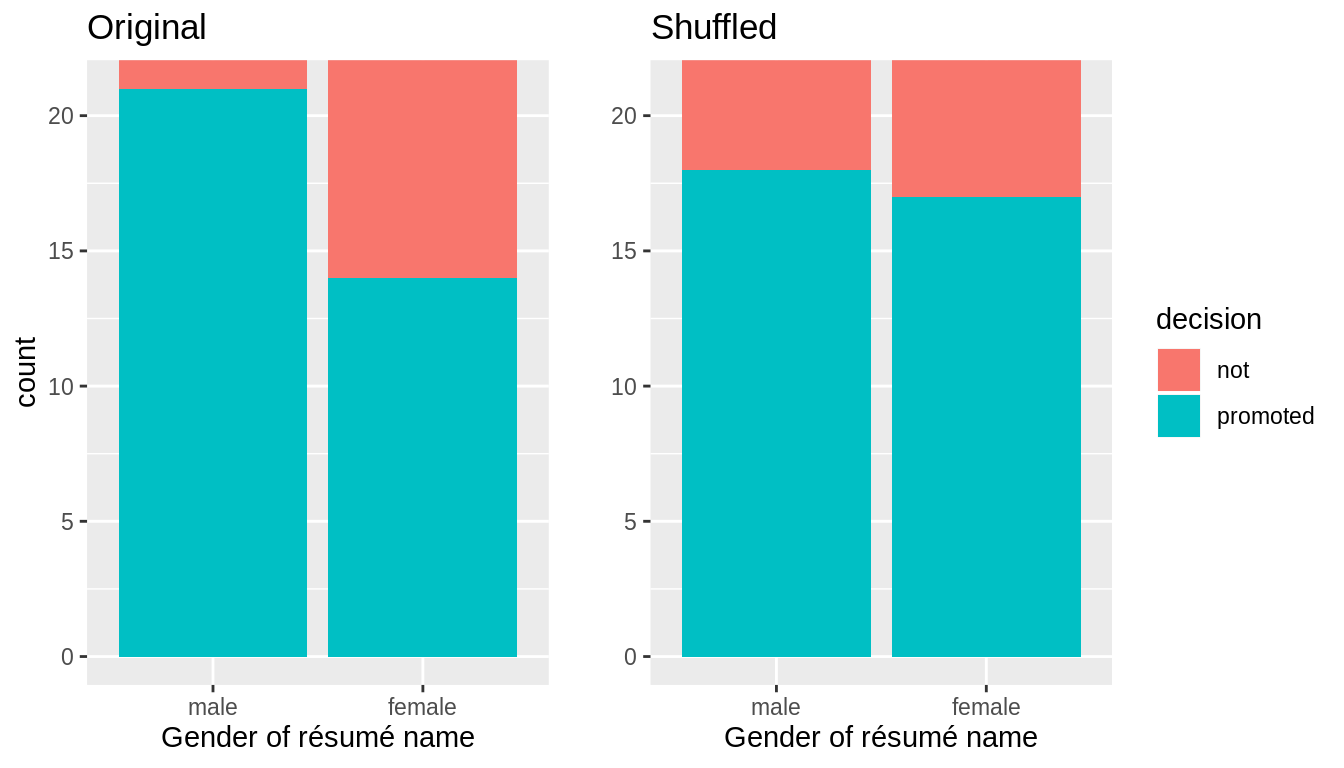 Original
Shuffled
count
20
15
10
5
0
male female
Gender of résumé name
20
15
10
5
0
male female
Gender of résumé name
decision
not
promoted